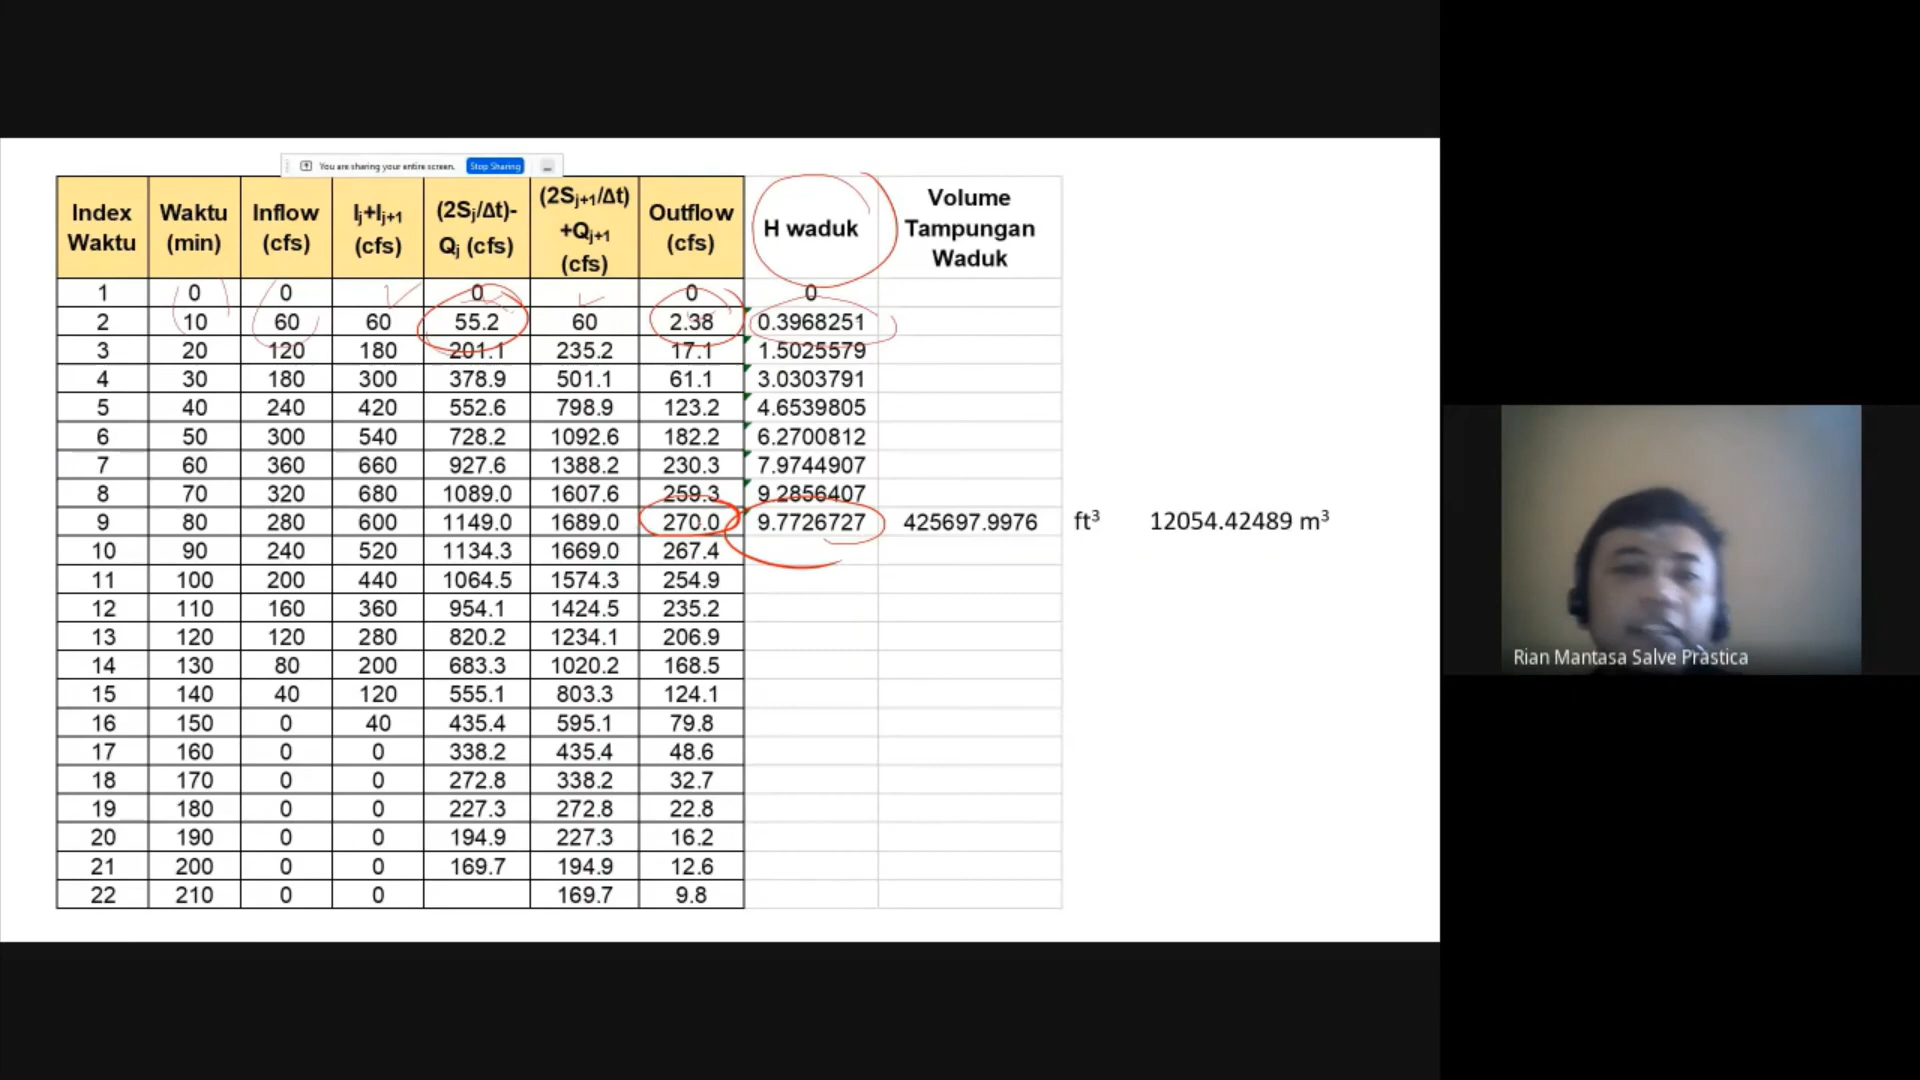 You are sharing your entire screen. Stop Sharing
Index Waktu | Waktu (min) | Inflow (cfs) | Ij+Ij+1 (cfs) | (2Sj/Δt)-Qj (cfs) | (2Sj+1/Δt)+Qj+1 (cfs) | Outflow (cfs) | H waduk | Volume Tampungan Waduk
1 0 0 0 0 0
2 10 60 60 55.2 60 2.38 0.3968251
3 20 120 180 201.1 235.2 17.1 1.5025579
4 30 180 300 378.9 501.1 61.1 3.0303791
5 40 240 420 552.6 798.9 123.2 4.6539805
6 50 300 540 728.2 1092.6 182.2 6.2700812
7 60 360 660 927.6 1388.2 230.3 7.9744907
8 70 320 680 1089.0 1607.6 259.3 9.2856407
9 80 280 600 1149.0 1689.0 270.0 9.7726727 425697.9976 ft³ 12054.42489 m³
10 90 240 520 1134.3 1669.0 267.4
11 100 200 440 1064.5 1574.3 254.9
12 110 160 360 954.1 1424.5 235.2
13 120 120 280 820.2 1234.1 206.9
14 130 80 200 683.3 1020.2 168.5
15 140 40 120 555.1 803.3 124.1
16 150 0 40 435.4 595.1 79.8
17 160 0 0 338.2 435.4 48.6
18 170 0 0 272.8 338.2 32.7
19 180 0 0 227.3 272.8 22.8
20 190 0 0 194.9 227.3 16.2
21 200 0 0 169.7 194.9 12.6
22 210 0 0 169.7 9.8
Rian Mantasa Salve Prastica